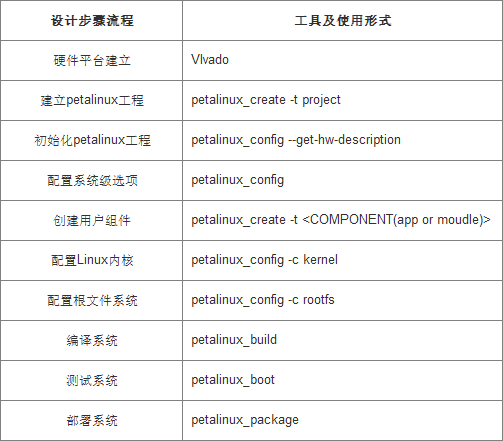 设计步骤流程 工具及使用形式
硬件平台建立 Vlvado
建立petalinux工程 petalinux_create -t project
初始化petalinux工程 petalinux_config --get-hw-description
配置系统级选项 petalinux_config
创建用户组件 petalinux_create -t <COMPONENT(app or moudle)>
配置Linux内核 petalinux_config -c kernel
配置根文件系统 petalinux_config -c rootfs
编译系统 petalinux_build
测试系统 petalinux_boot
部署系统 petalinux_package